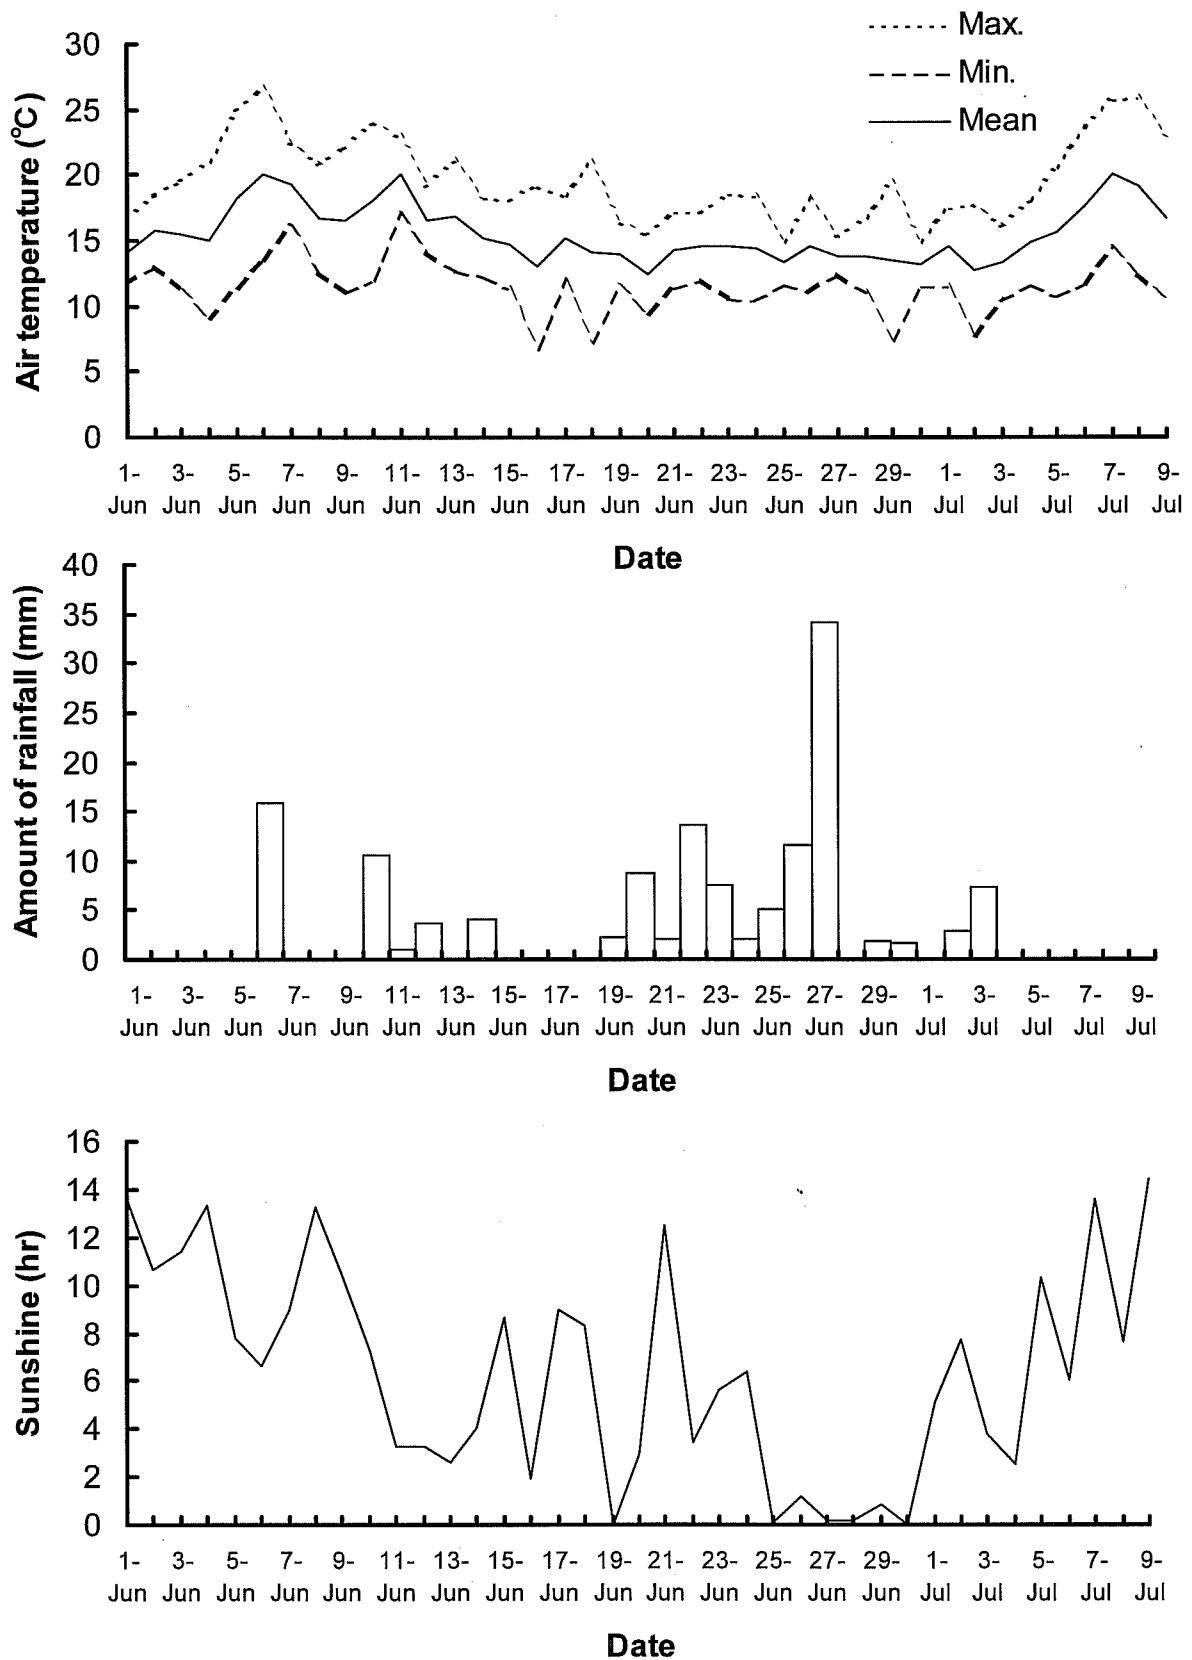 Max.
Min.
Mean
Air temperature (°C)
30
25
20
15
10
5
0
1- 3- 5- 7- 9- 11- 13- 15- 17- 19- 21- 23- 25- 27- 29- 1- 3- 5- 7- 9-
Jun Jun Jun Jun Jun Jun Jun Jun Jun Jun Jun Jun Jun Jun Jun Jul Jul Jul Jul Jul
Date
Amount of rainfall (mm)
40
35
30
25
20
15
10
5
0
1- 3- 5- 7- 9- 11- 13- 15- 17- 19- 21- 23- 25- 27- 29- 1- 3- 5- 7- 9-
Jun Jun Jun Jun Jun Jun Jun Jun Jun Jun Jun Jun Jun Jun Jun Jul Jul Jul Jul Jul
Date
Sunshine (hr)
16
14
12
10
8
6
4
2
0
1- 3- 5- 7- 9- 11- 13- 15- 17- 19- 21- 23- 25- 27- 29- 1- 3- 5- 7- 9-
Jun Jun Jun Jun Jun Jun Jun Jun Jun Jun Jun Jun Jun Jun Jun Jul Jul Jul Jul Jul
Date